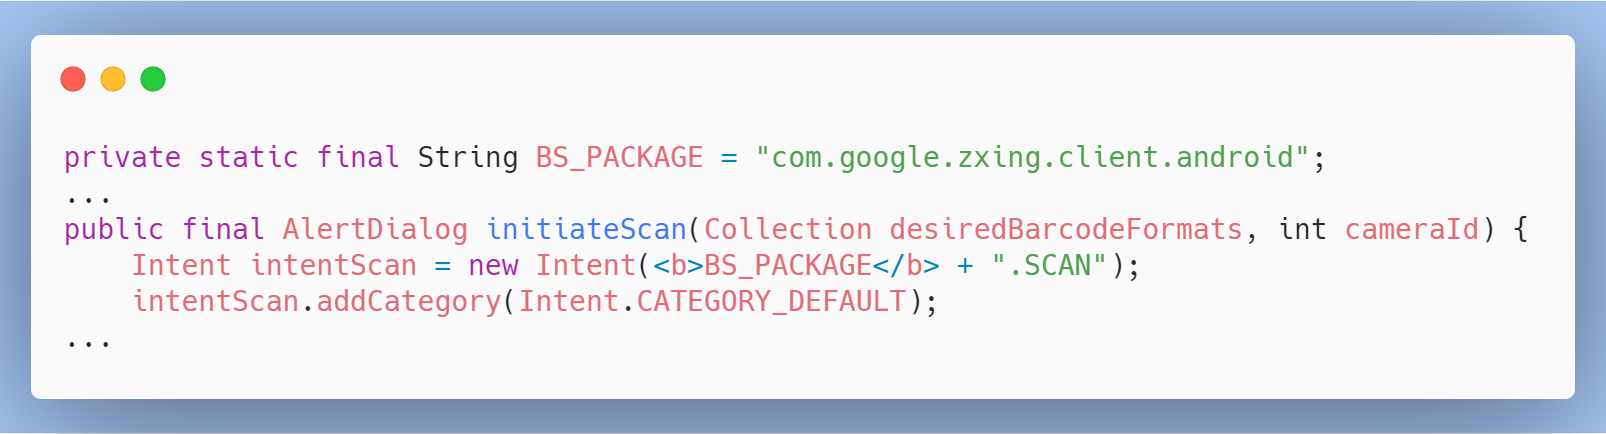 private static final String BS_PACKAGE = "com.google.zxing.client.android";
...
public final AlertDialog initiateScan(Collection desiredBarcodeFormats, int cameraId) {
    Intent intentScan = new Intent(<b>BS_PACKAGE</b> + ".SCAN");
    intentScan.addCategory(Intent.CATEGORY_DEFAULT);
...